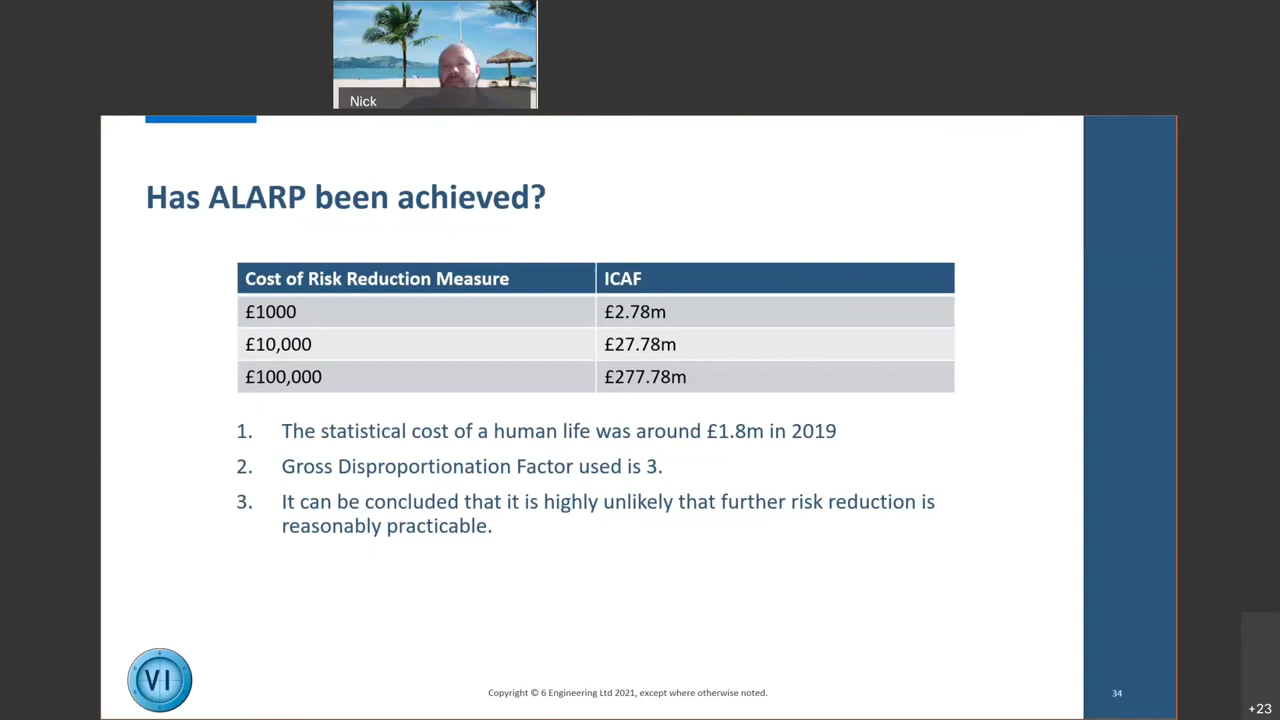 Nick
Has ALARP been achieved?
Cost of Risk Reduction Measure ICAF
£1000 £2.78m
£10,000 £27.78m
£100,000 £277.78m
1. The statistical cost of a human life was around £1.8m in 2019
2. Gross Disproportionation Factor used is 3.
3. It can be concluded that it is highly unlikely that further risk reduction is
reasonably practicable.
VI
Copyright © 6 Engineering Ltd 2021, except where otherwise noted.
34
+23